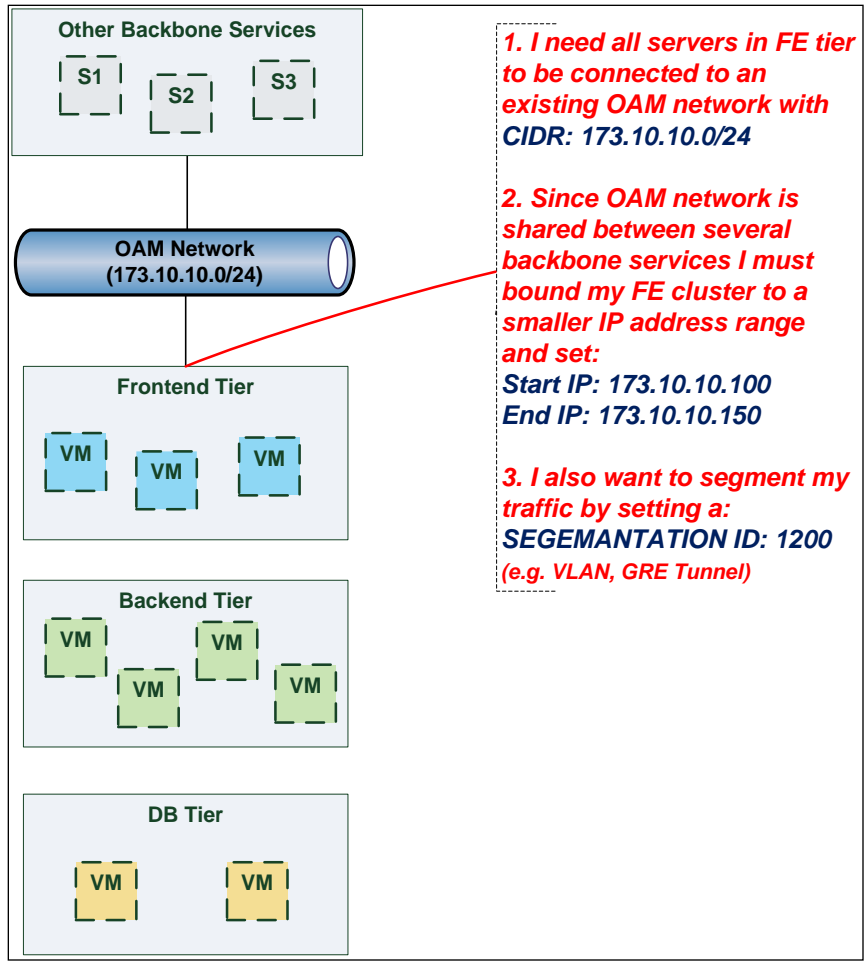 Other Backbone Services
S1
S2
S3
OAM Network
(173.10.10.0/24)
Frontend Tier
VM
VM
VM
Backend Tier
VM
VM
VM
VM
DB Tier
VM
VM
1. I need all servers in FE tier
to be connected to an
existing OAM network with
CIDR: 173.10.10.0/24
2. Since OAM network is
shared between several
backbone services I must
bound my FE cluster to a
smaller IP address range
and set:
Start IP: 173.10.10.100
End IP: 173.10.10.150
3. I also want to segment my
traffic by setting a:
SEGEMANTATION ID: 1200
(e.g. VLAN, GRE Tunnel)